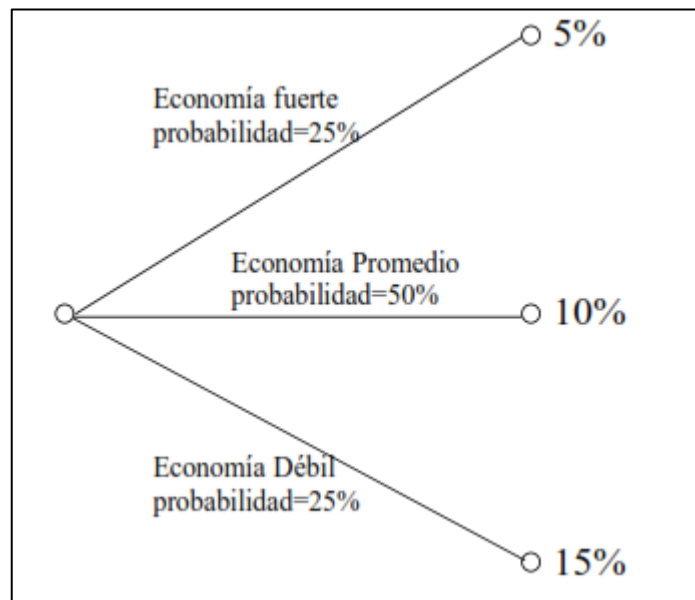 5%
Economía fuerte
probabilidad=25%
Economía Promedio
probabilidad=50%
10%
Economía Débil
probabilidad=25%
15%